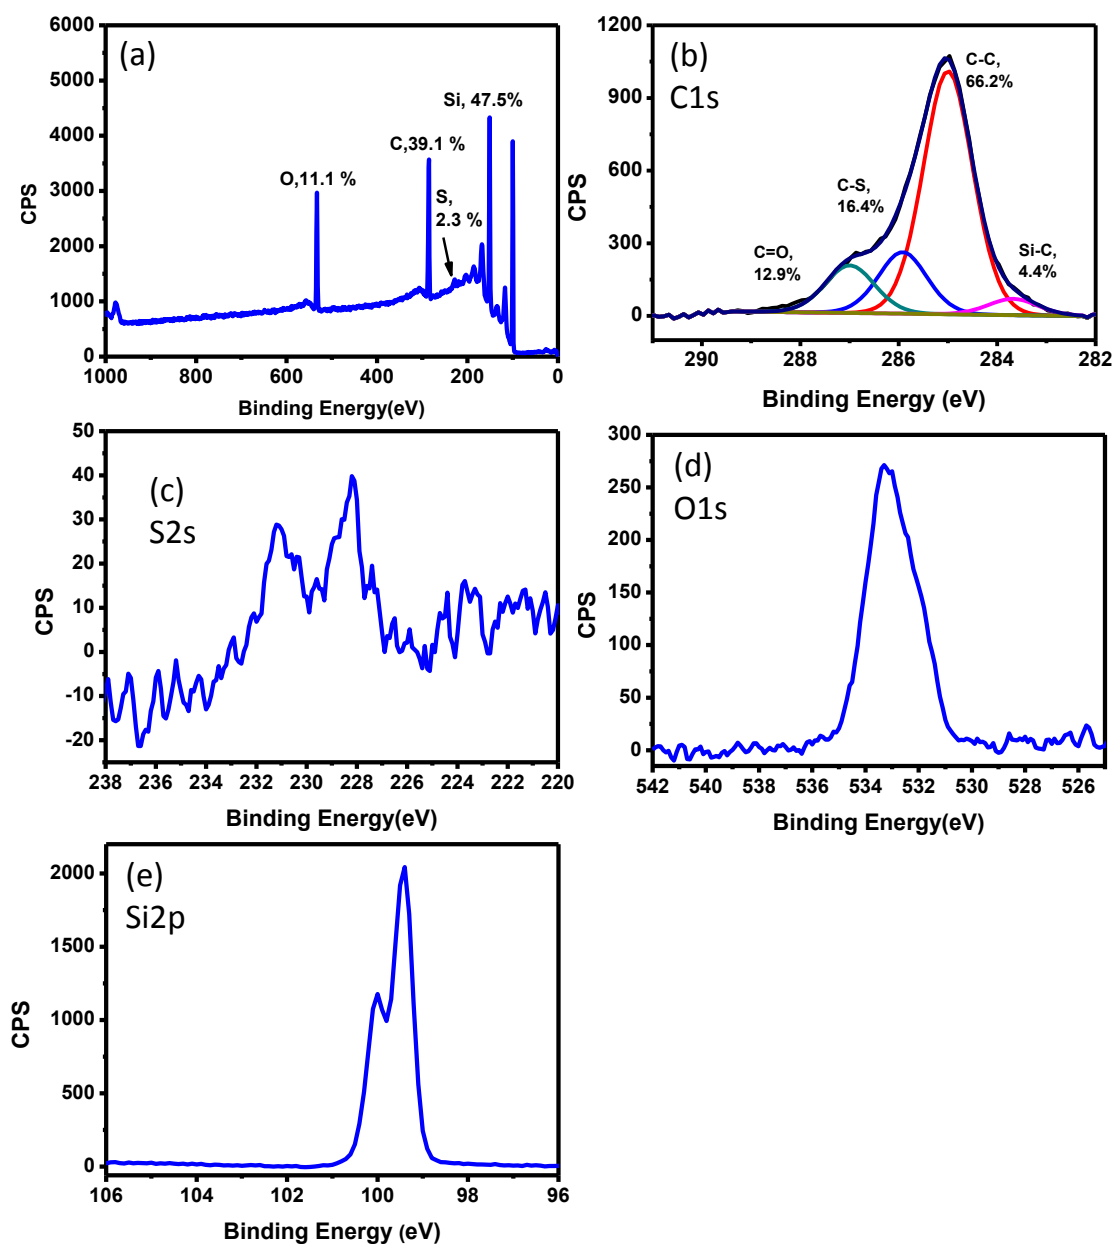 (a)
6000
5000
4000
3000
2000
1000
0
CPS
O,11.1 %
C,39.1 %
S,
2.3 %
Si, 47.5%
1000 800 600 400 200 0
Binding Energy(eV)
(b)
C1s
1200
900
600
300
0
CPS
C-C,
66.2%
C-S,
16.4%
C=O,
12.9%
Si-C,
4.4%
290 288 286 284 282
Binding Energy (eV)
(c)
S2s
50
40
30
20
10
0
-10
-20
CPS
238 236 234 232 230 228 226 224 222 220
Binding Energy(eV)
(d)
O1s
300
250
200
150
100
50
0
CPS
542 540 538 536 534 532 530 528 526
Binding Energy(eV)
(e)
Si2p
2000
1500
1000
500
0
CPS
106 104 102 100 98 96
Binding Energy (eV)